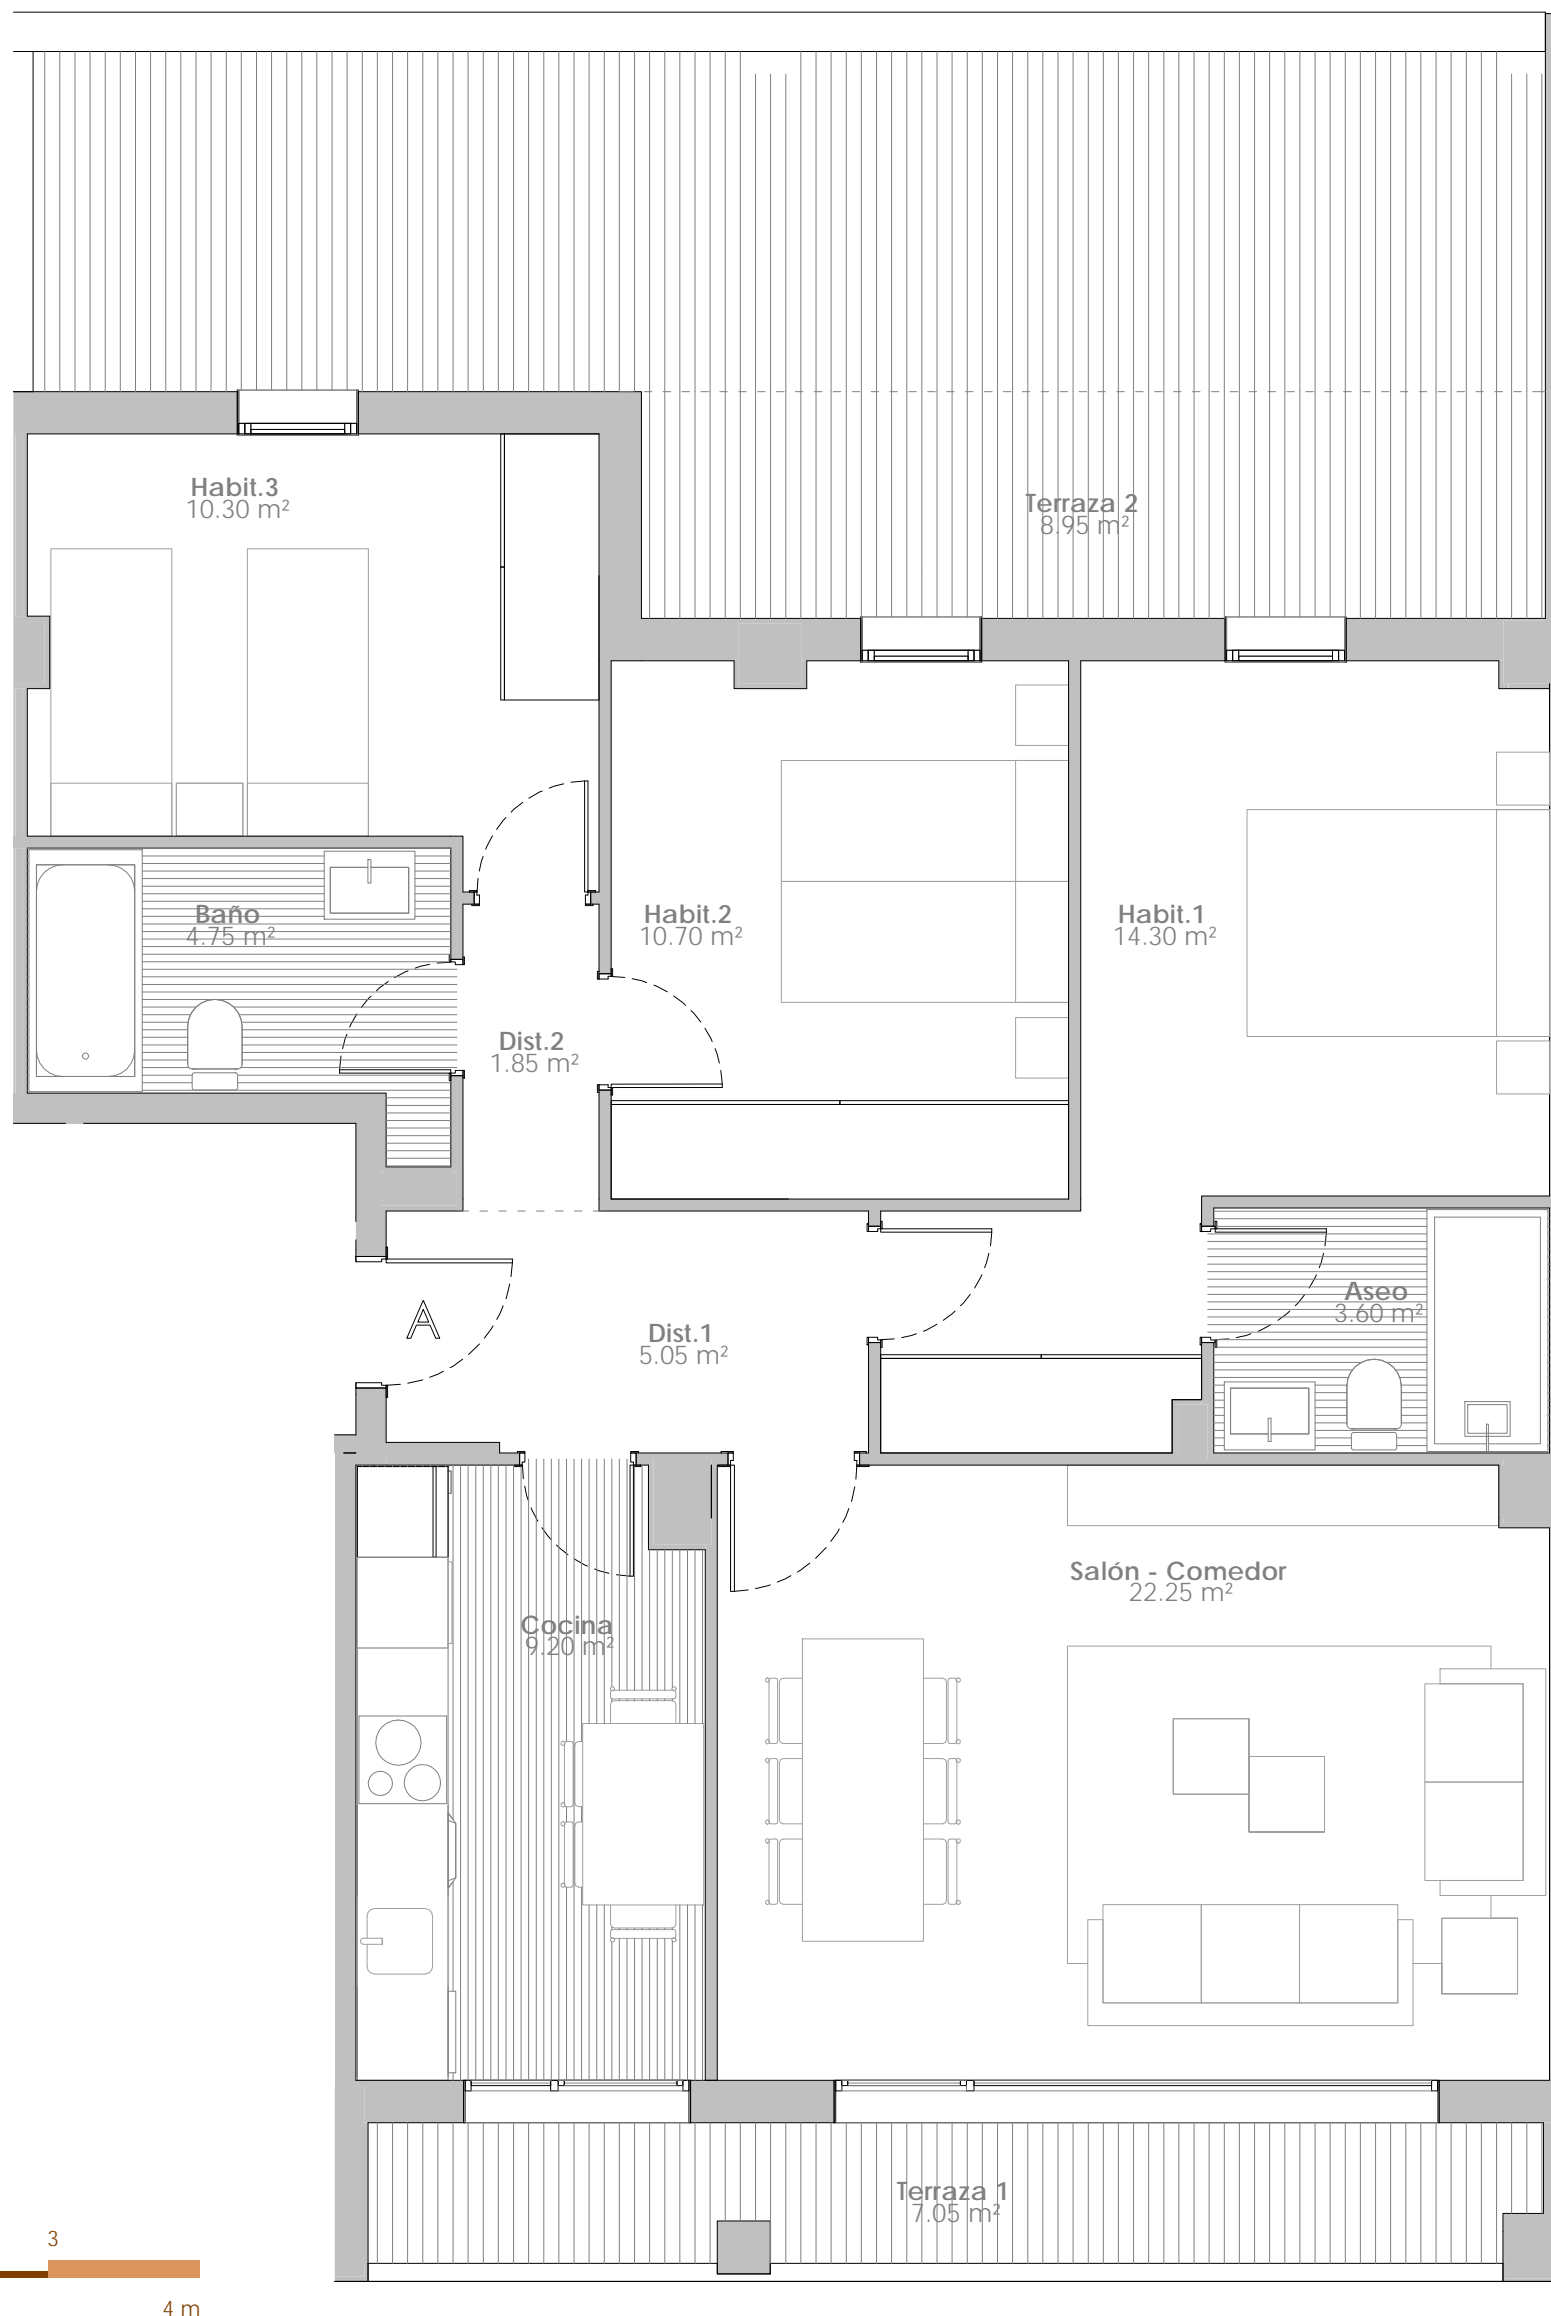 Habit.3
10.30 m²
Terraza 2
8.95 m²
Baño
4.75 m²
Habit.2
10.70 m²
Habit.1
14.30 m²
Dist.2
1.85 m²
Aseo
3.60 m²
A
Dist.1
5.05 m²
Salón - Comedor
22.25 m²
Cocina
9.20 m²
Terraza 1
7.05 m²
3
4 m